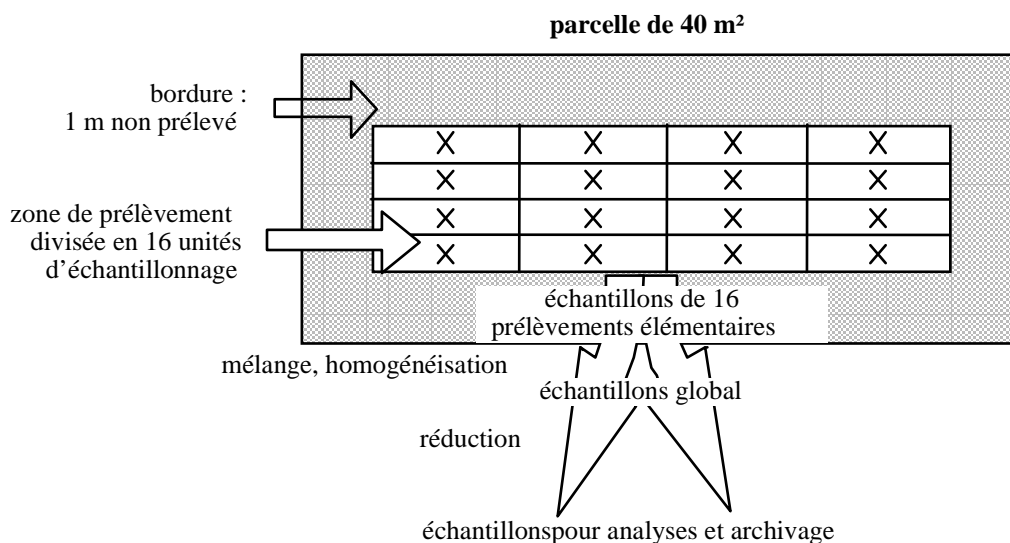 parcelle de 40 m²
bordure :
1 m non prélevé
X X X X
X X X X
zone de prélèvement
divisée en 16 unités
d’échantillonnage
X X X X
X X X X
échantillons de 16
prélèvements élémentaires
mélange, homogénéisation
échantillons global
réduction
échantillonspour analyses et archivage